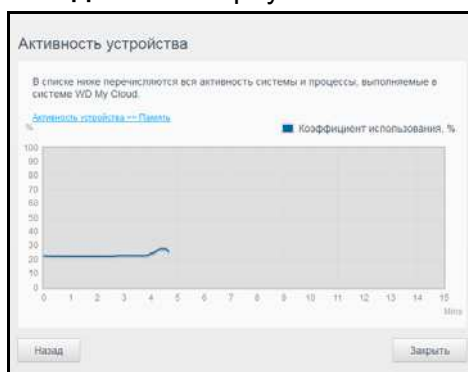 Активность устройства
В списке ниже перечисляются вся активность системы и процессы, выполняемые в
системе WD My Cloud.
Активность устройства -- Память
%
Коэффициент использования, %
100
90
80
70
60
50
40
30
20
10
0
0 1 2 3 4 5 6 7 8 9 10 11 12 13 14 15
Мин
Назад
Закрыть